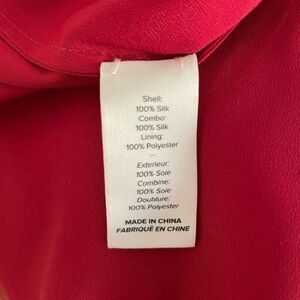 Shell:
100% Silk
Combo:
100% Silk
Lining:
100% Polyester
--
Exterieur:
100% Soie
Combine:
100% Soie
Doublure:
100% Polyester
MADE IN CHINA
FABRIQUÉ EN CHINE